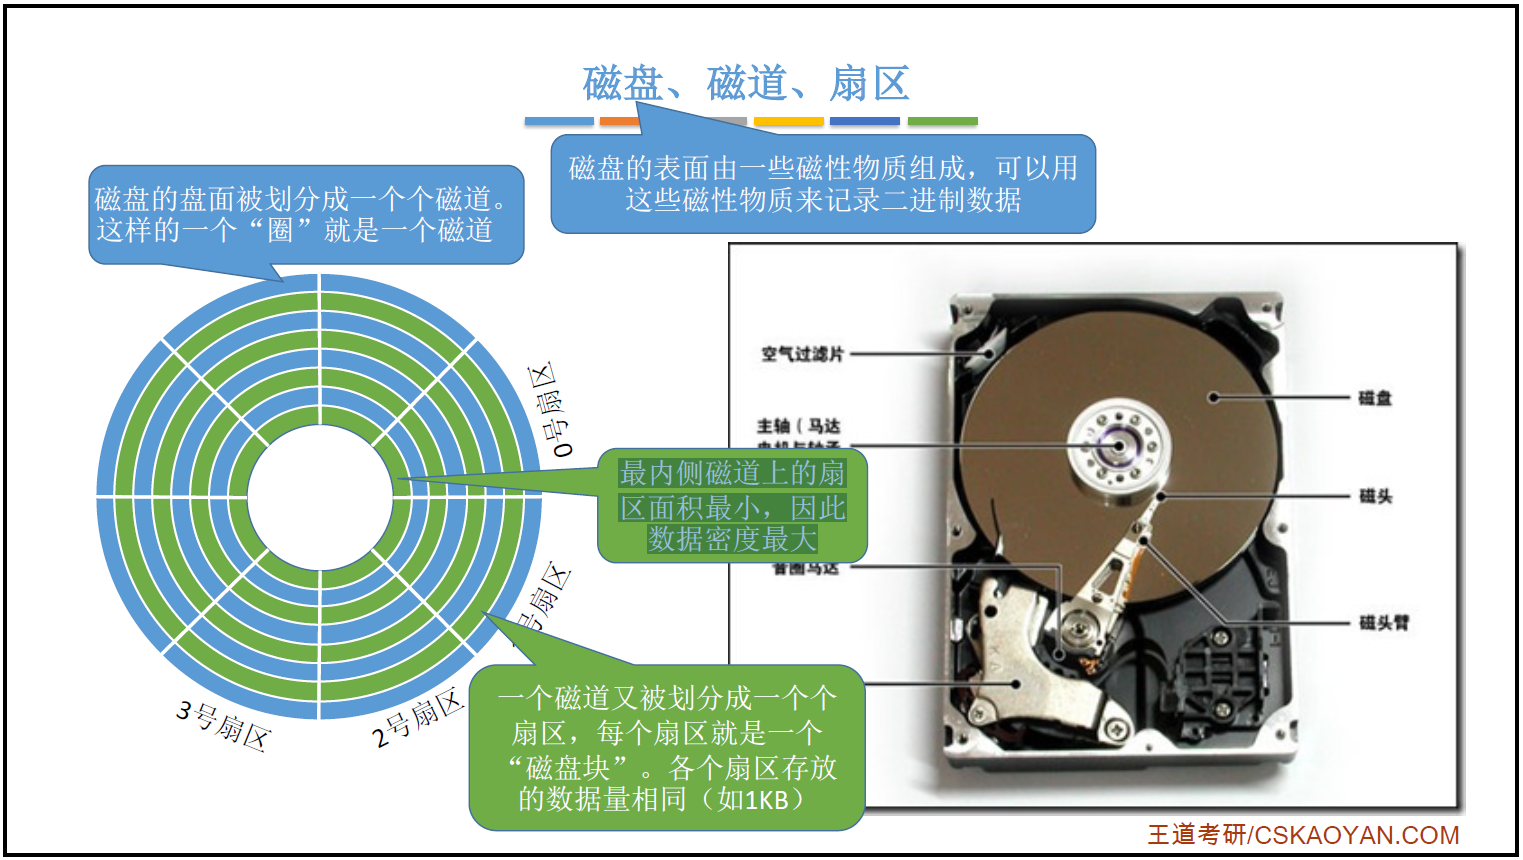 磁盘、磁道、扇区
磁盘的表面由一些磁性物质组成，可以用
这些磁性物质来记录二进制数据
磁盘的盘面被划分成一个个磁道。
这样的一个“圈”就是一个磁道
0号扇区
号扇区
2号扇区
3号扇区
最内侧磁道上的扇
区面积最小，因此
数据密度最大
一个磁道又被划分成一个个
扇区，每个扇区就是一个
“磁盘块”。各个扇区存放
的数据量相同（如1KB）
空气过滤片
主轴（马达
音圈马达
磁盘
磁头
磁头臂
王道考研/CSKAOYAN.COM